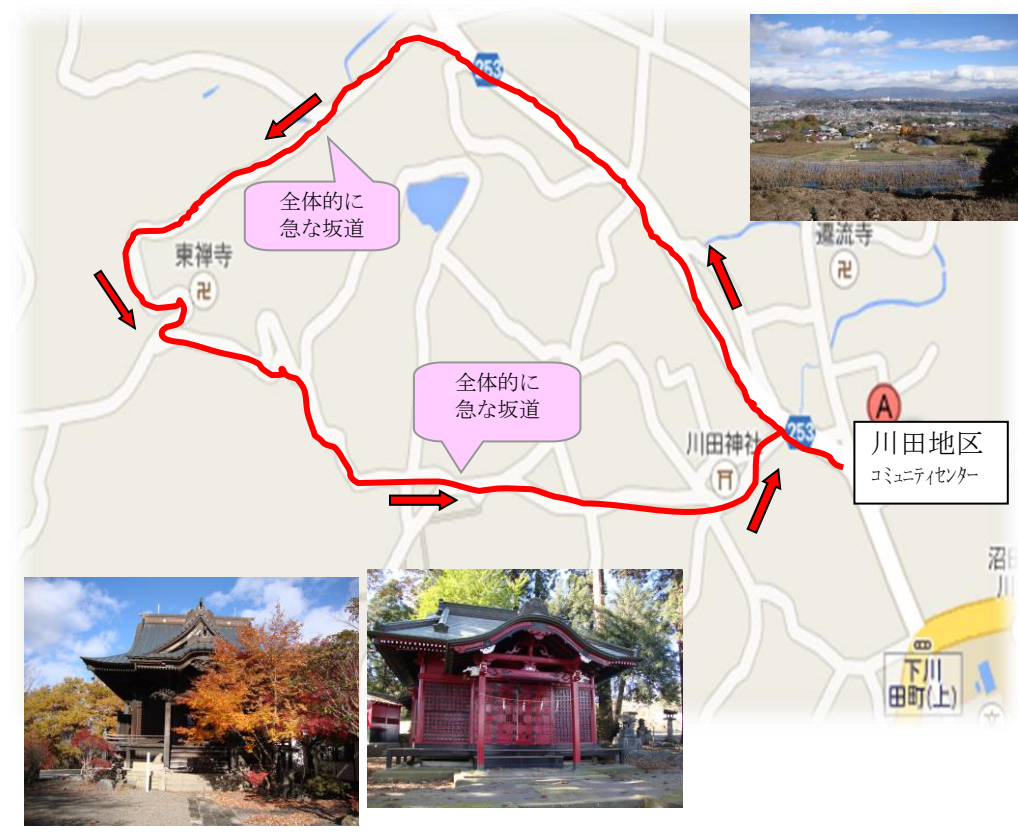 253
全体的に
急な坂道
東禅寺
遷流寺
全体的に
急な坂道
A
253
川田神社
川田地区
コミュニティセンター
下川
田町(上)